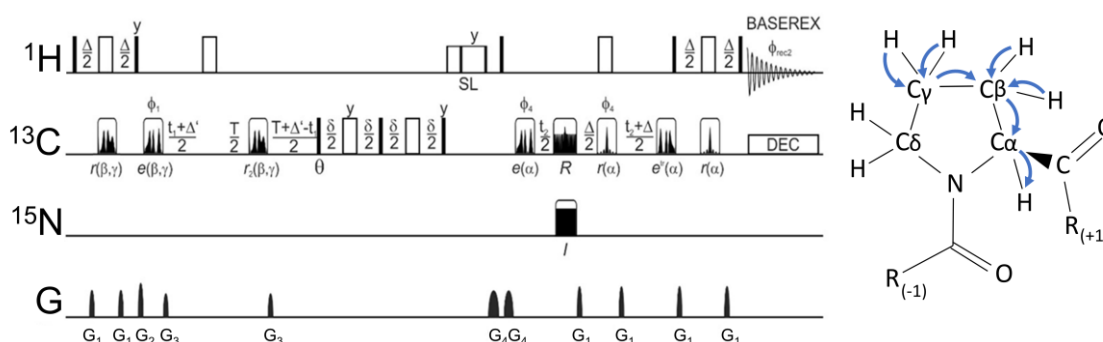 y y BASEREX
¹H Δ/2 Δ/2 SL ϕrec2 Δ/2 Δ/2
ϕ₁ y y ϕ₄ ϕ₄
¹³C t₁+Δ'/2 T/2 T+Δ'-t₁/2 δ/2 δ/2 δ/2 δ/2 t₂/2 Δ/2 t₂+Δ/2 DEC
r(β,γ) e(β,γ) r₂(β,γ) θ e(α) R r(α) eᵗʳ(α) r(α)
¹⁵N
I
G
G₁ G₁ G₂ G₃ G₃ G₄ G₄ G₁ G₁ G₁ G₁
H H H
Cγ Cβ
H
H Cδ Cα O
C
H N H
R(+1
O
R(-1)